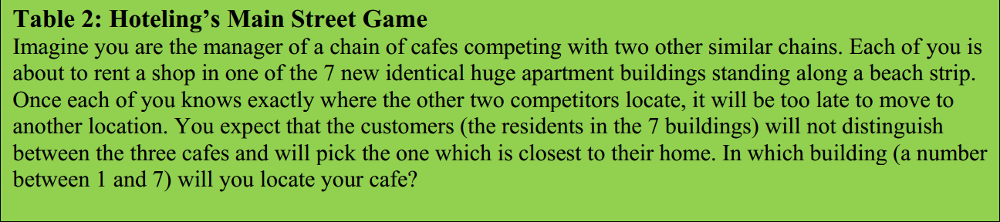 Table 2: Hoteling's Main Street Game
Imagine you are the manager of a chain of cafes competing with two other similar chains. Each of you is
about to rent a shop in one of the 7 new identical huge apartment buildings standing along a beach strip.
Once each of you knows exactly where the other two competitors locate, it will be too late to move to
another location. You expect that the customers (the residents in the 7 buildings) will not distinguish
between the three cafes and will pick the one which is closest to their home. In which building (a number
between 1 and 7) will you locate your cafe?